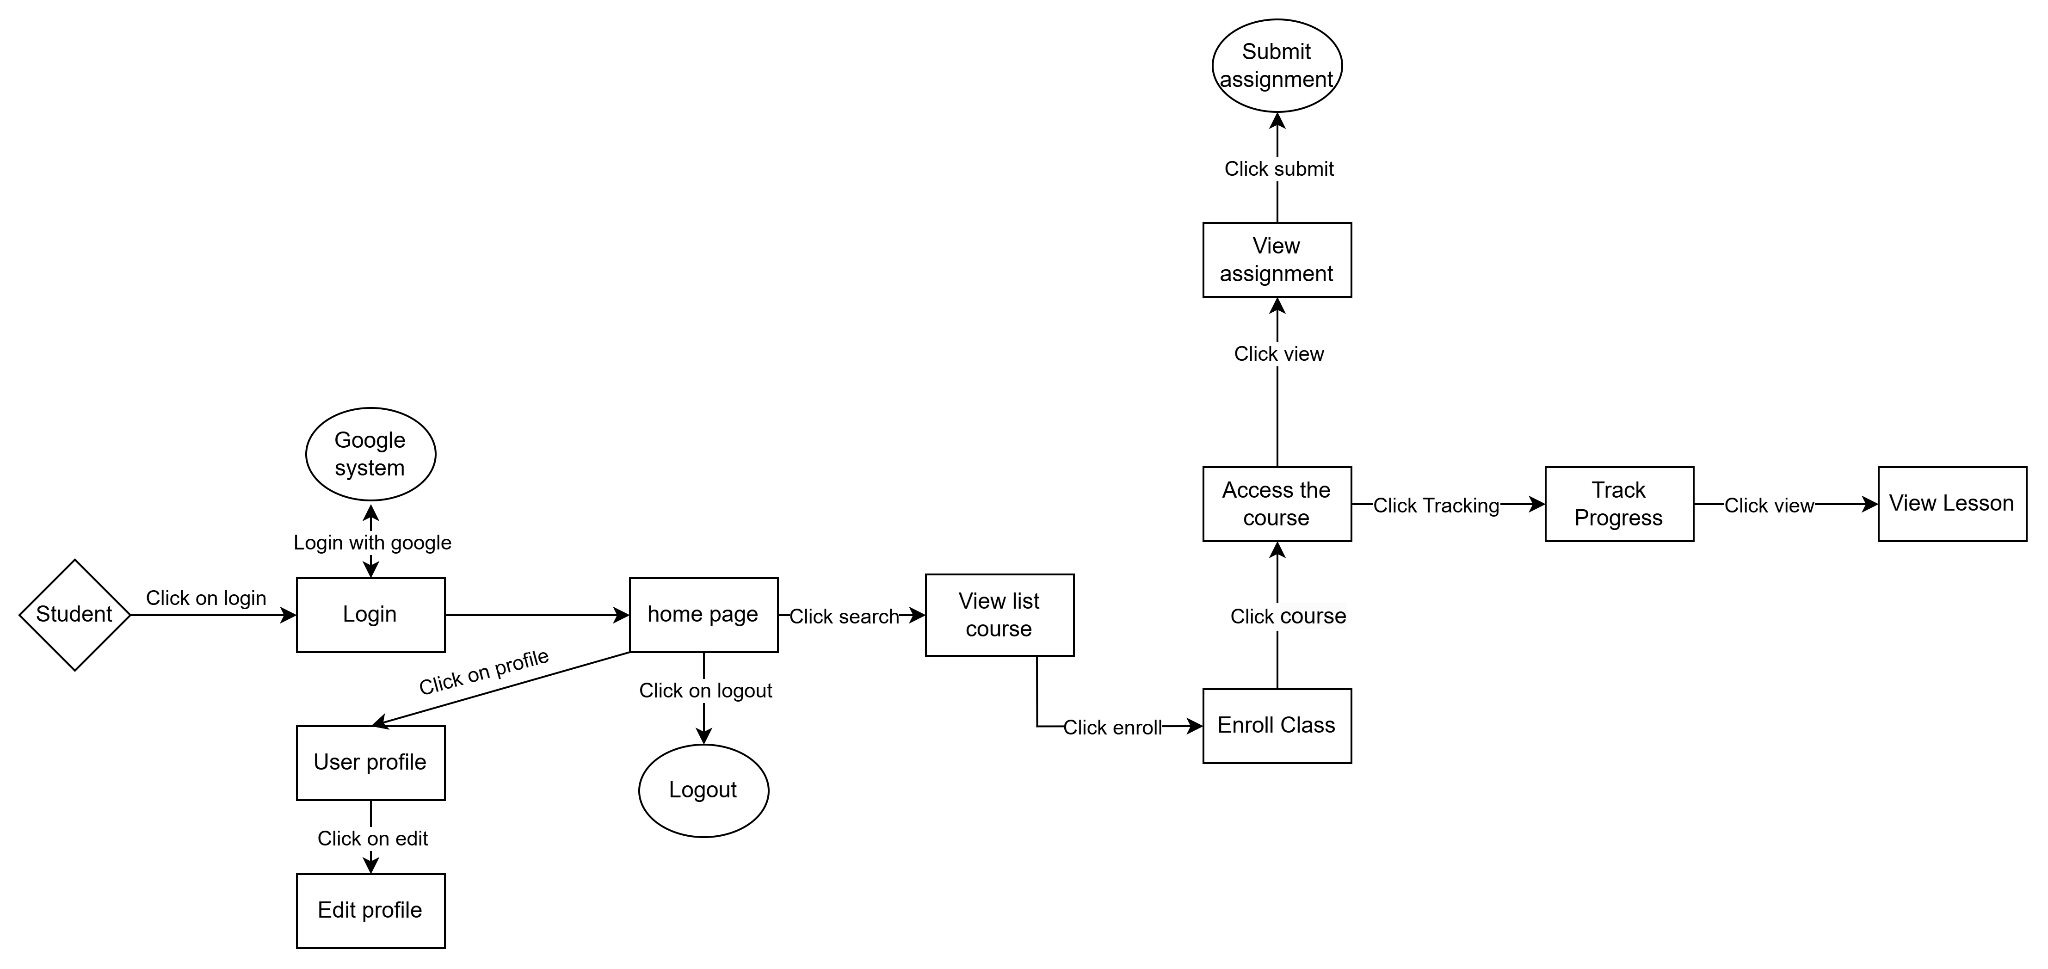 Submit
assignment
Click submit
View
assignment
Click view
Google
system
Access the
course
Click Tracking
Track
Progress
Click view
View Lesson
Login with google
Student
Click on login
Login
home page
Click search
View list
course
Click course
Click on profile
Click on logout
Click enroll
Enroll Class
User profile
Logout
Click on edit
Edit profile